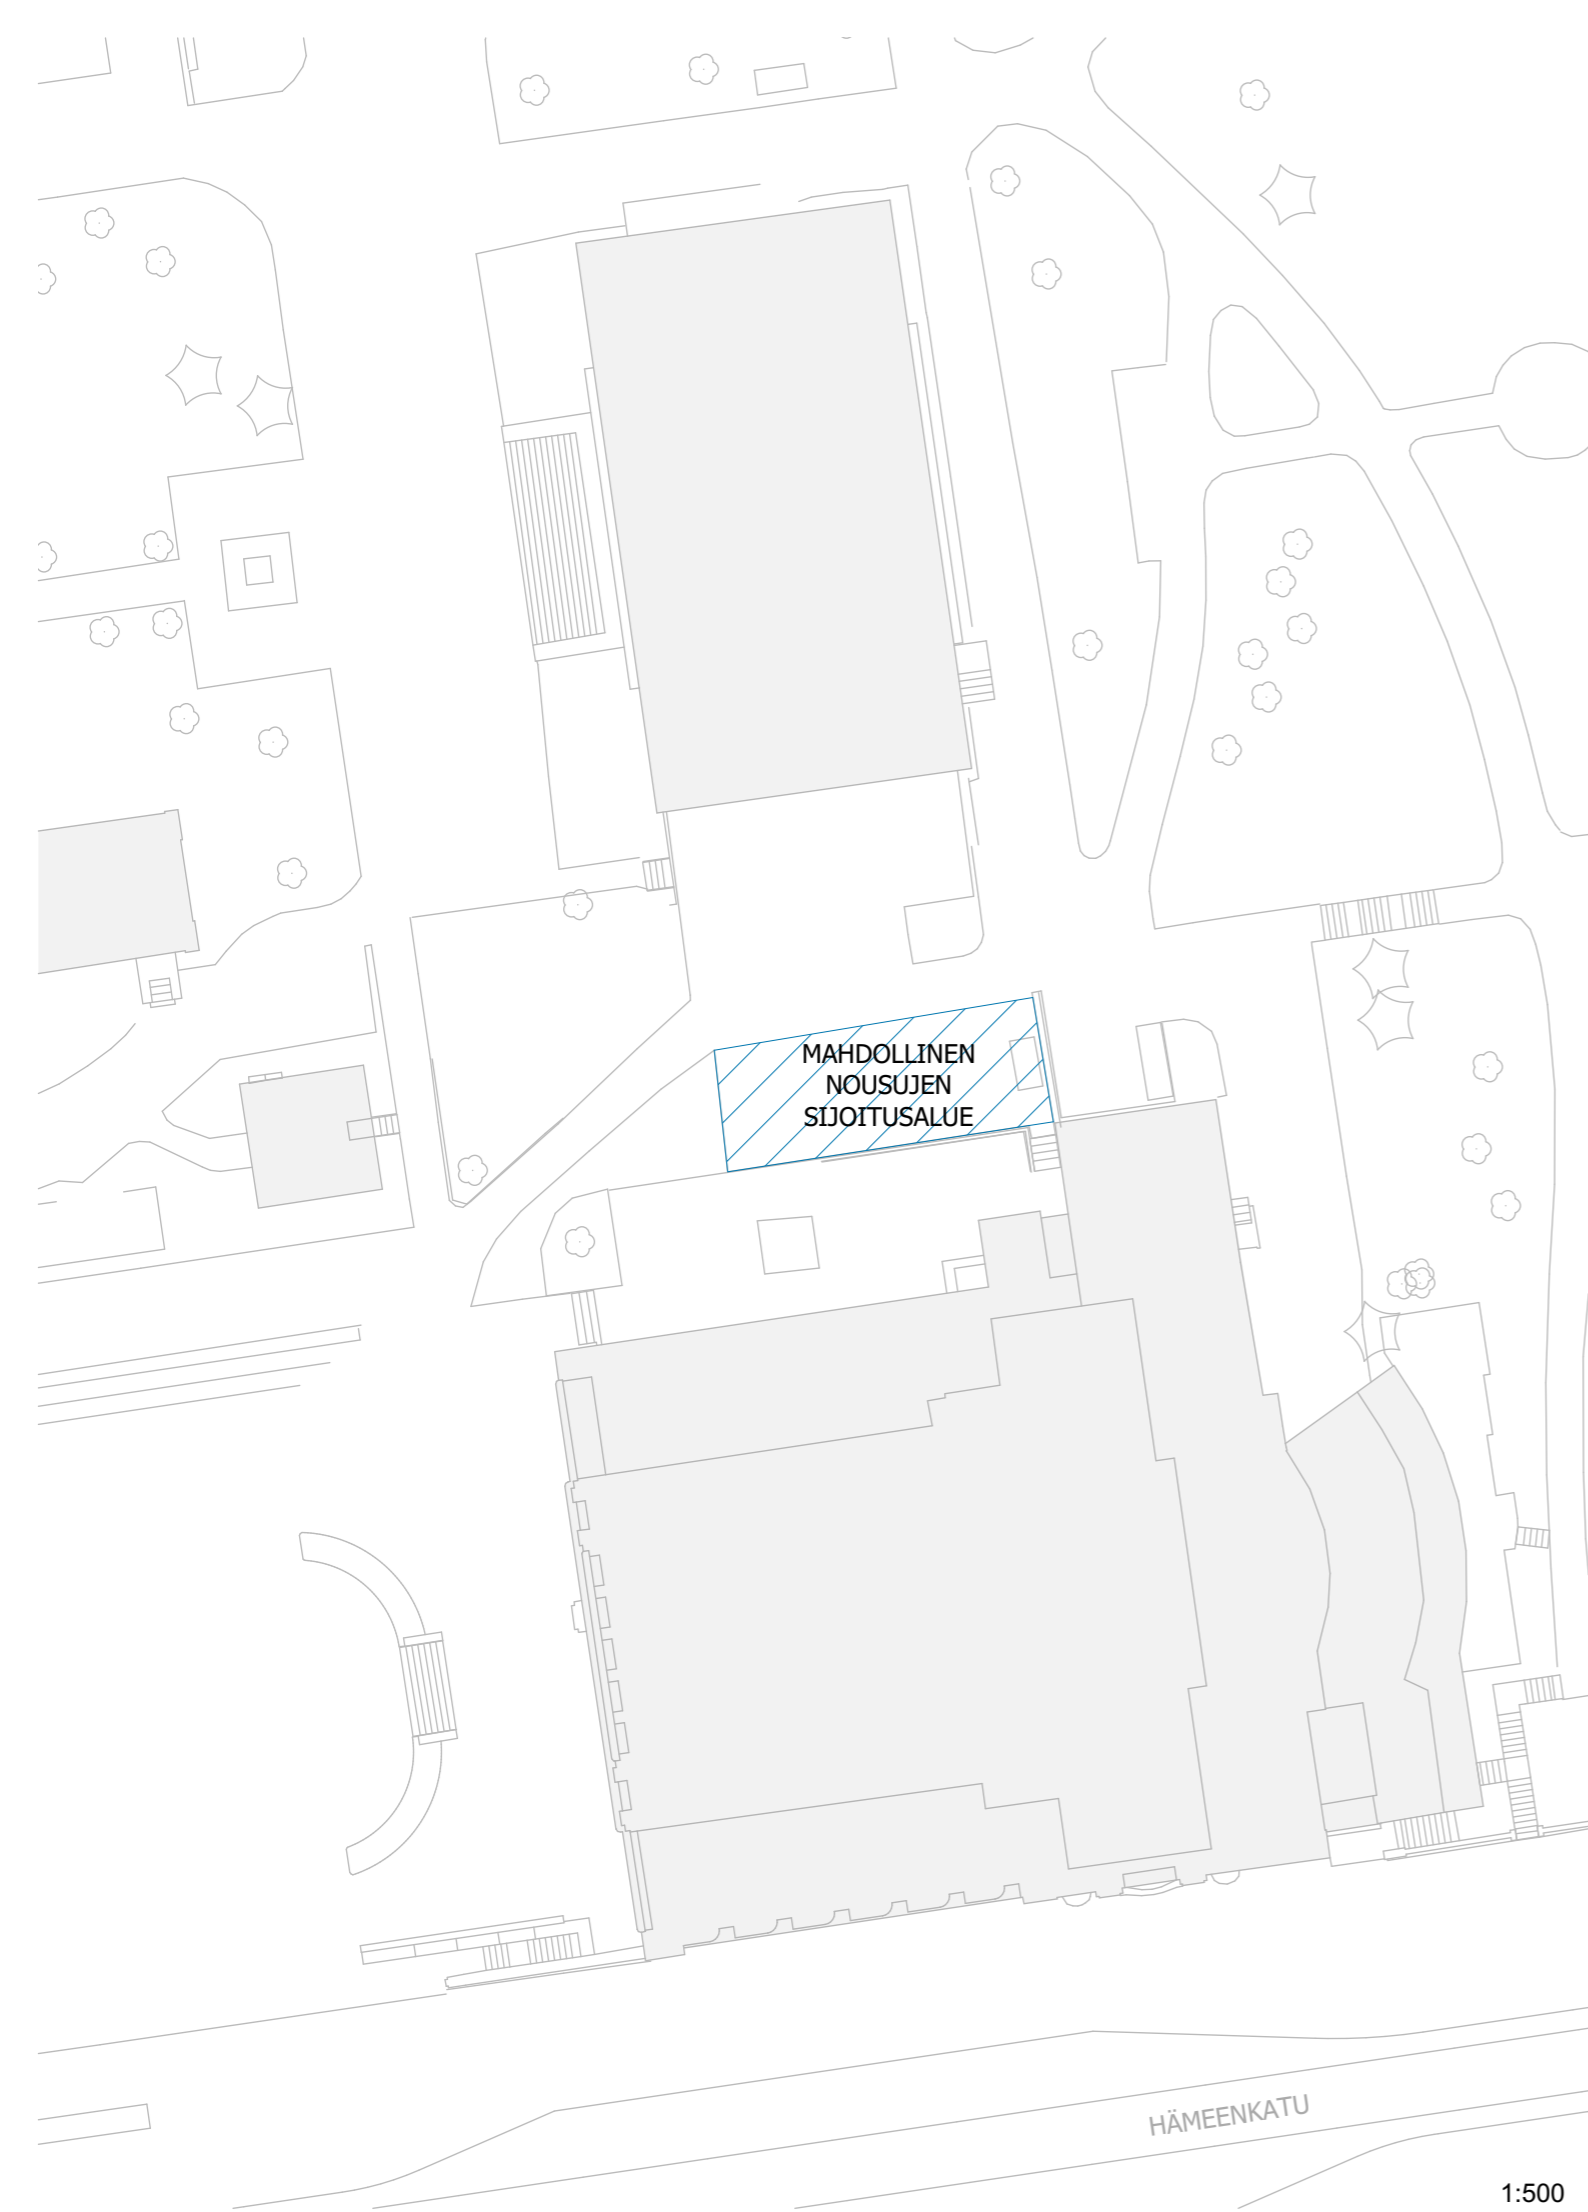 MAHDOLLINEN
NOUSUJEN
SIJOITUSALUE
HÄMEENKATU
1:500